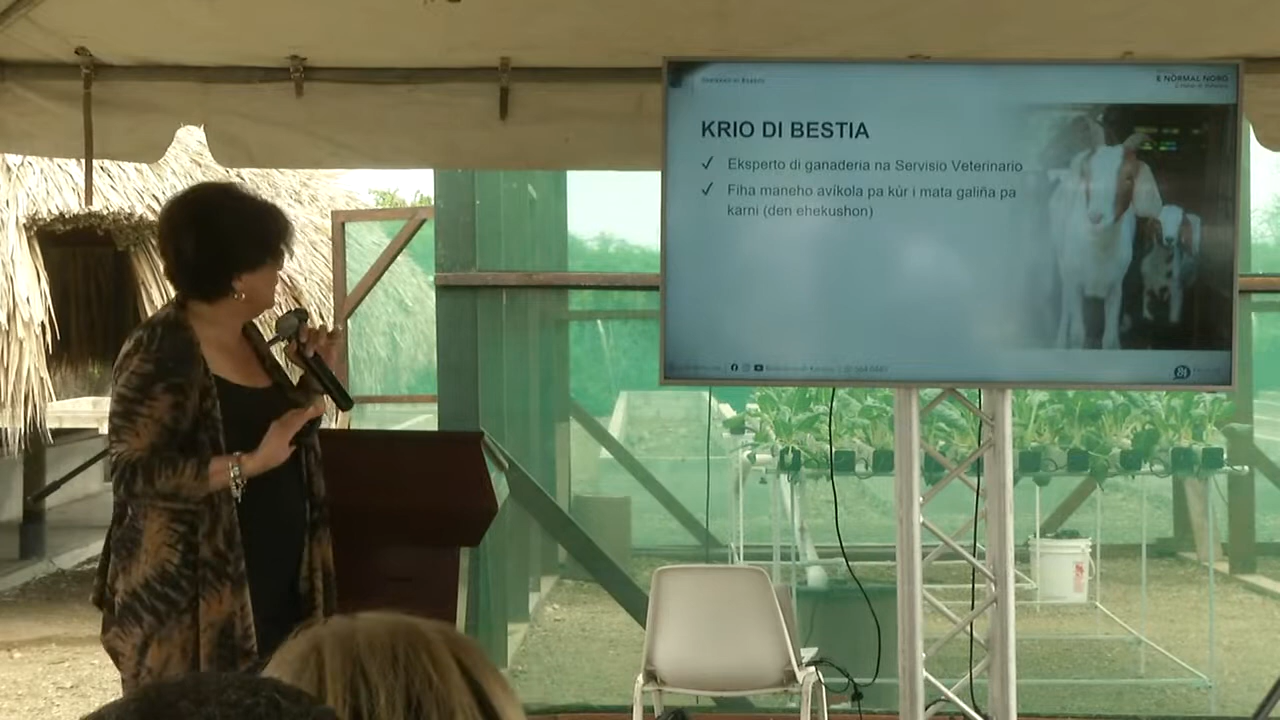 E NÒRMAL NOBO
KRIO DI BESTIA
✓ Eksperto di ganaderia na Servisio Veterinario
✓ Fiha maneho avíkola pa kùr i mata galiña pa
karni (den ehekushon)